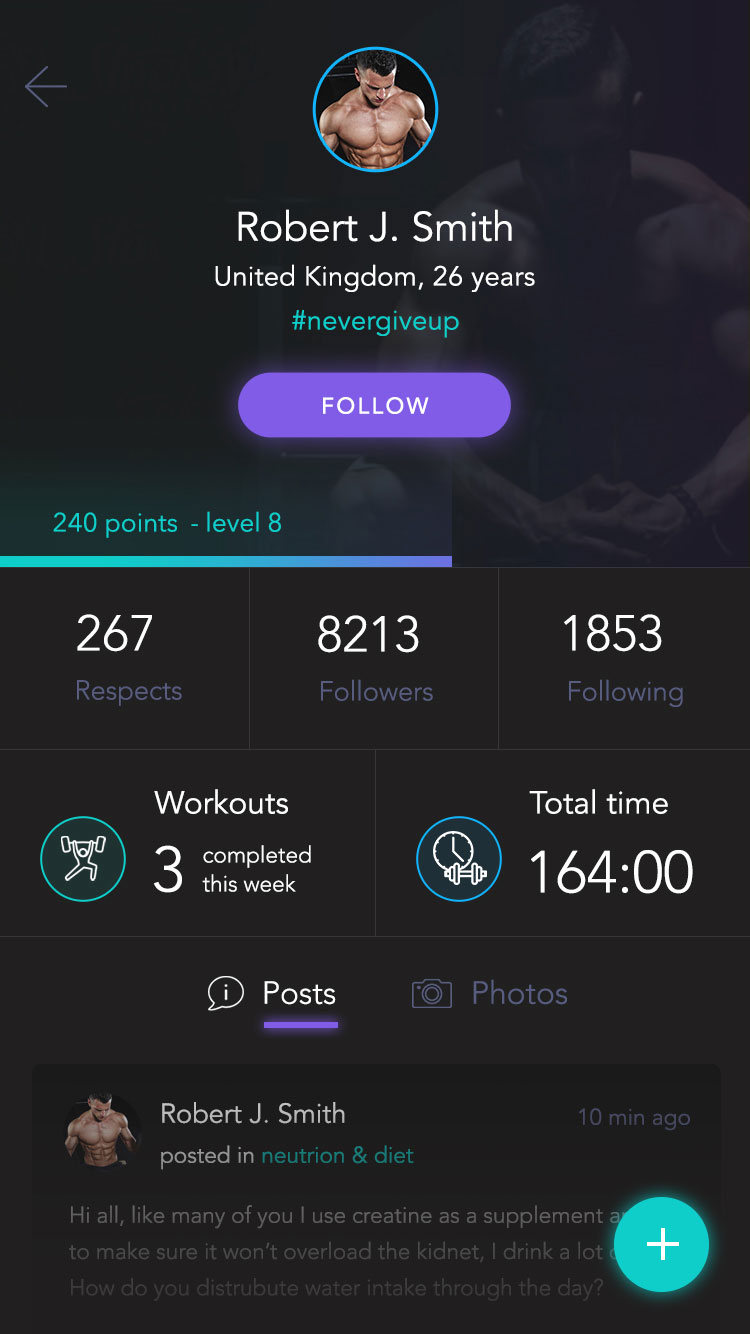 Robert J. Smith
United Kingdom, 26 years
#nevergiveup
FOLLOW
240 points - level 8
267
Respects
8213
Followers
1853
Following
Workouts
3
completed
this week
Total time
164:00
Posts
Photos
Robert J. Smith
10 min ago
posted in neutrion & diet
Hi all, like many of you I use creatine as a supplement
to make sure it won't overload the kidnet, I drink a lot
How do you distrubute water intake through the day?